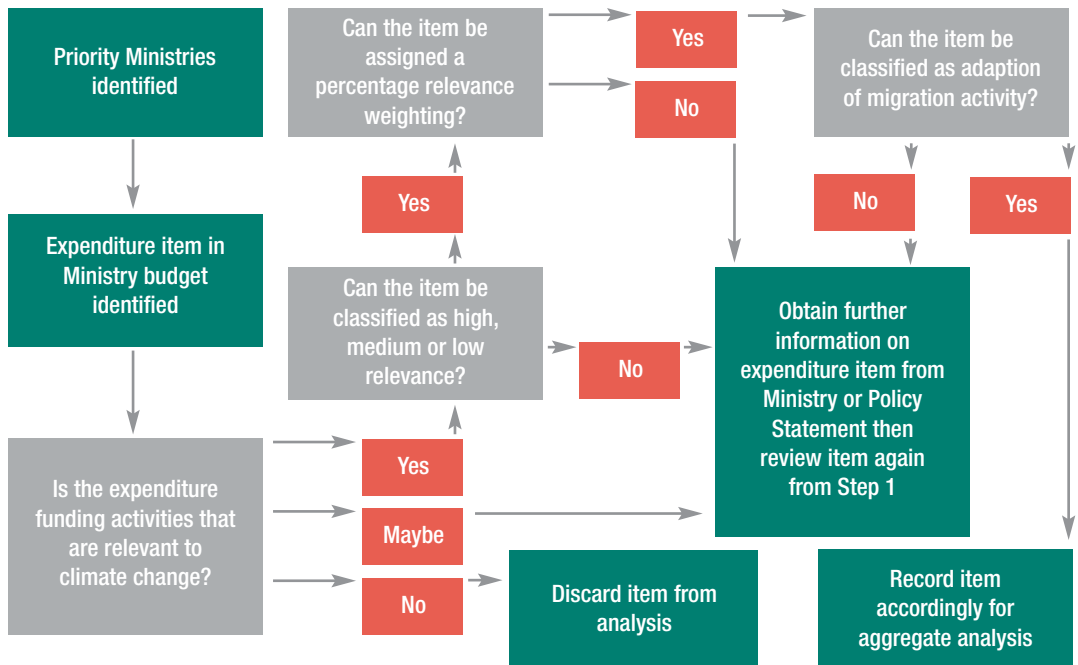 Priority Ministries
identified
Expenditure item in
Ministry budget
identified
Is the expenditure
funding activities that
are relevant to
climate change?
Yes
Maybe
No
Discard item from
analysis
Can the item be
classified as high,
medium or low
relevance?
No
Yes
Can the item be
assigned a
percentage relevance
weighting?
Yes
No
Can the item be
classified as adaption
of migration activity?
No
Yes
Obtain further
information on
expenditure item from
Ministry or Policy
Statement then
review item again
from Step 1
Record item
accordingly for
aggregate analysis